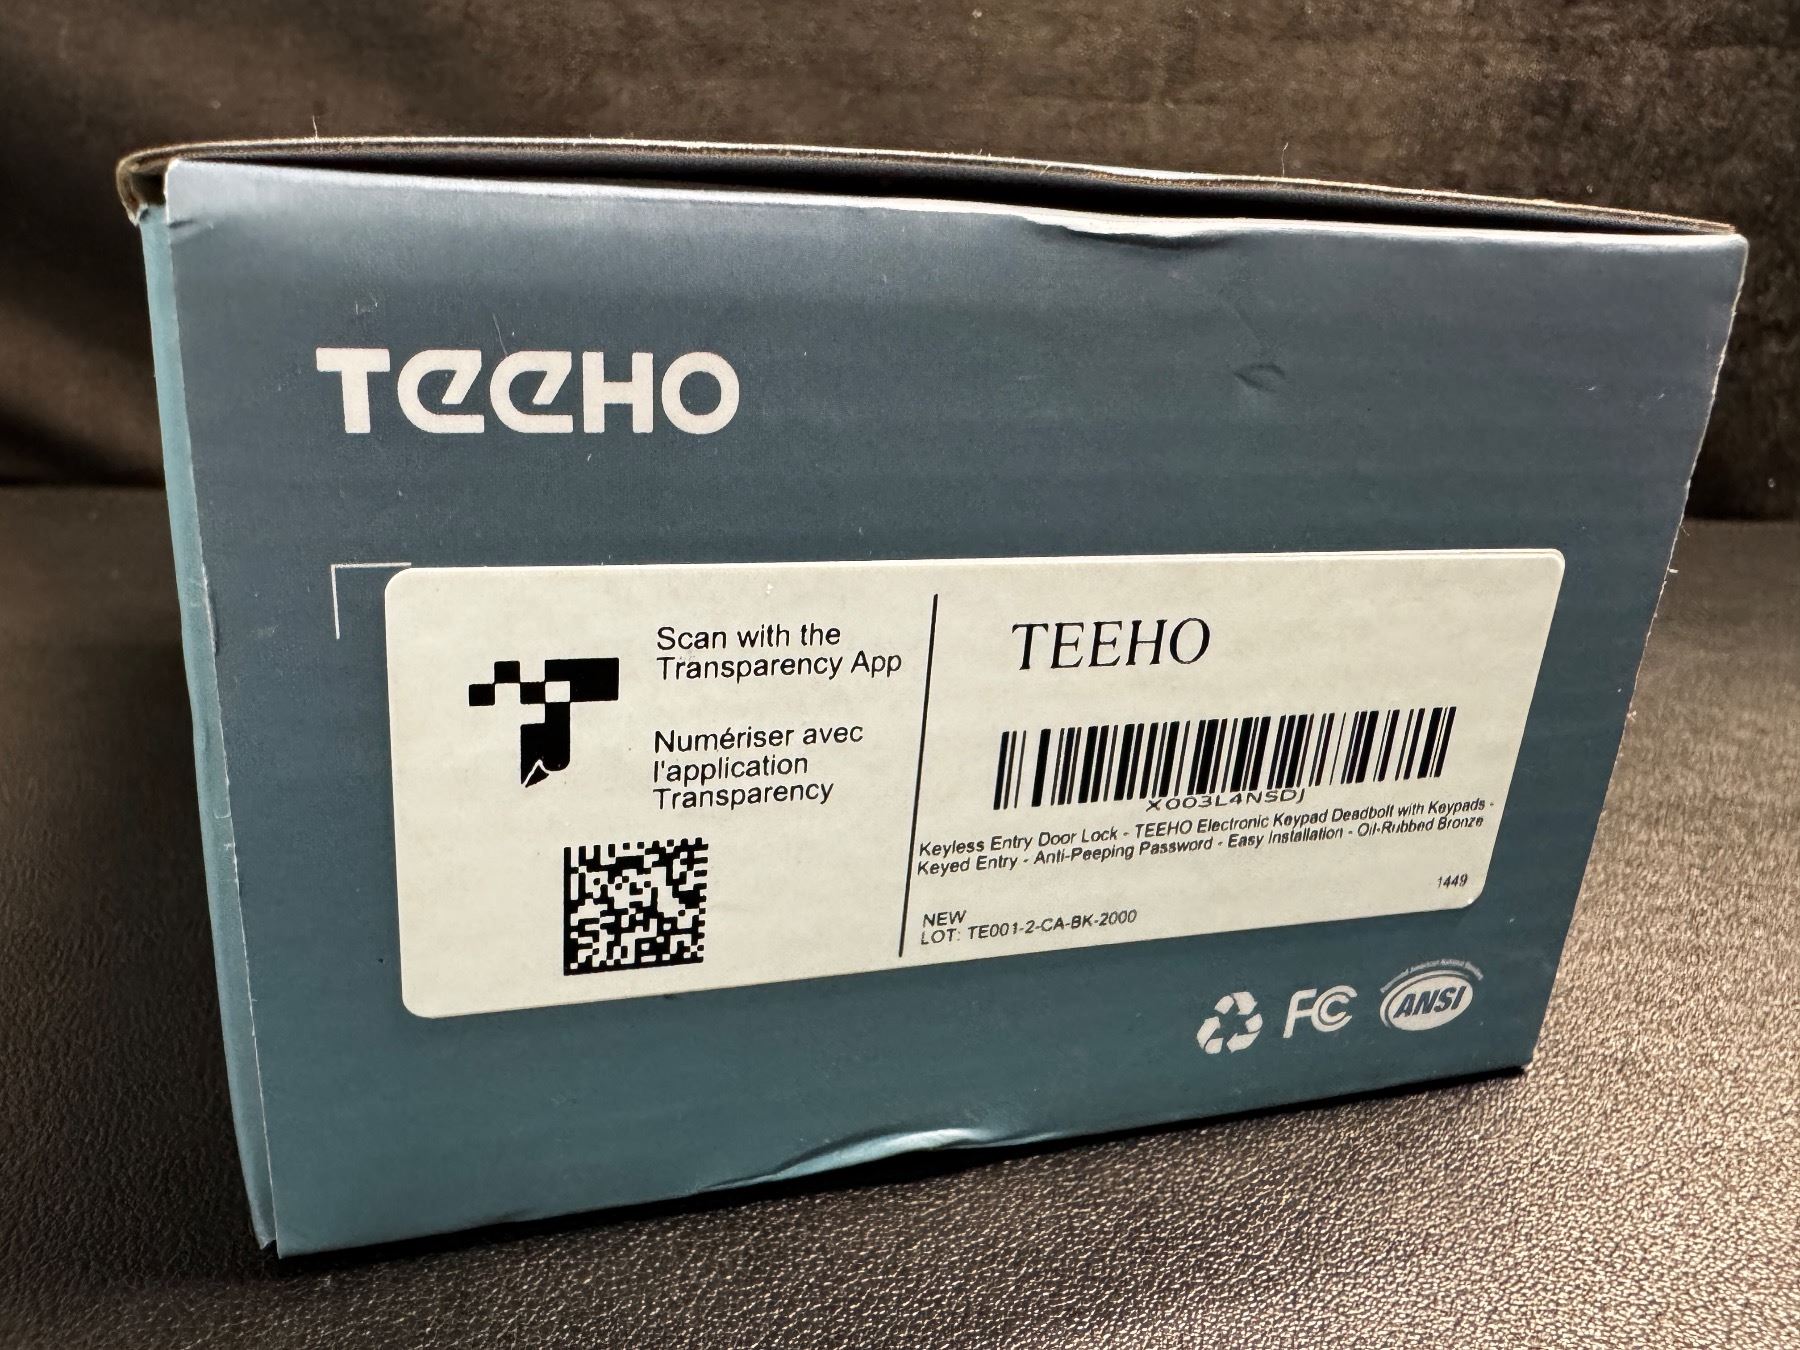 TEEHO
Scan with the
Transparency App
Numériser avec
l'application
Transparency
TEEHO
X003L4NSDJ
Keyless Entry Door Lock - TEEHO Electronic Keypad Deadbolt with Keypads -
Keyed Entry - Anti-Peeping Password - Easy Installation - Oil-Rubbed Bronze
1449
NEW
LOT: TE001-2-CA-BK-2000
FC
ANSI